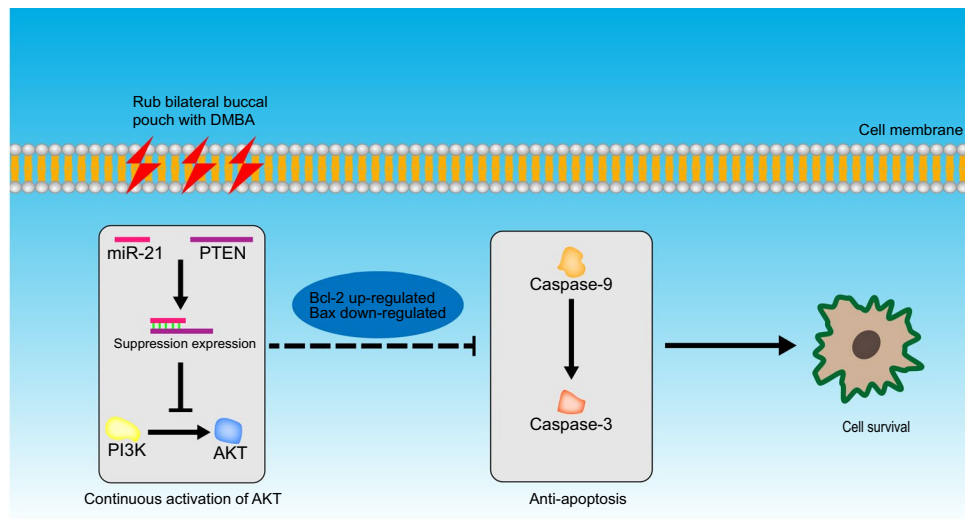 Rub bilateral buccal
pouch with DMBA
Cell membrane
miR-21 PTEN
Suppression expression
PI3K AKT
Continuous activation of AKT
Bcl-2 up-regulated
Bax down-regulated
Caspase-9
Caspase-3
Anti-apoptosis
Cell survival